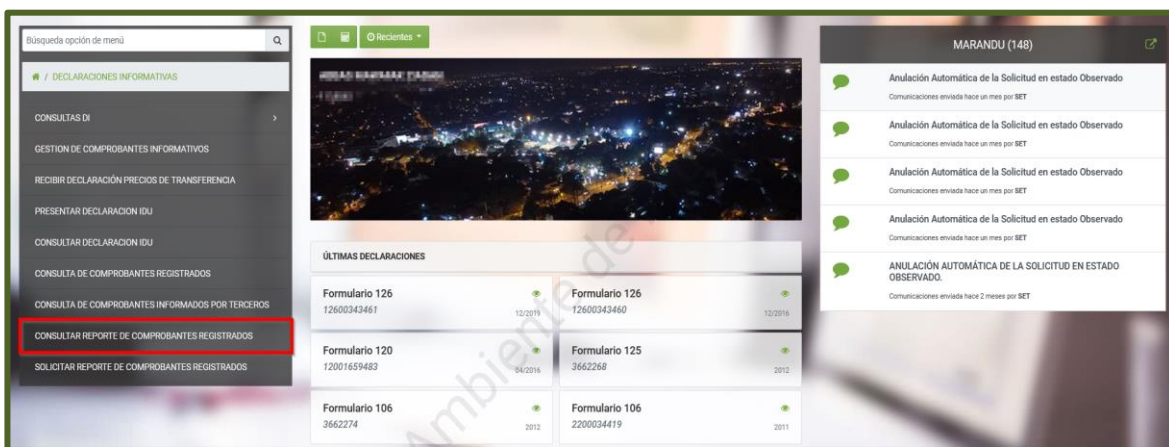 Búsqueda opción de menú
/ DECLARACIONES INFORMATIVAS
CONSULTAS DI
GESTION DE COMPROBANTES INFORMATIVOS
RECIBIR DECLARACIÓN PRECIOS DE TRANSFERENCIA
PRESENTAR DECLARACION IDU
CONSULTAR DECLARACION IDU
CONSULTA DE COMPROBANTES REGISTRADOS
CONSULTA DE COMPROBANTES INFORMADOS POR TERCEROS
CONSULTAR REPORTE DE COMPROBANTES REGISTRADOS
SOLICITAR REPORTE DE COMPROBANTES REGISTRADOS
Recientes
ÚLTIMAS DECLARACIONES
Formulario 126
12600343461
12/2019
Formulario 126
12600343460
12/2016
Formulario 120
12001659483
04/2016
Formulario 125
3662268
2012
Formulario 106
3662274
2012
Formulario 106
2200034419
2011
Ambiente de
MARANDU (148)
Anulación Automática de la Solicitud en estado Observado
Comunicaciones enviada hace un mes por SET
Anulación Automática de la Solicitud en estado Observado
Comunicaciones enviada hace un mes por SET
Anulación Automática de la Solicitud en estado Observado
Comunicaciones enviada hace un mes por SET
Anulación Automática de la Solicitud en estado Observado
Comunicaciones enviada hace un mes por SET
ANULACIÓN AUTOMÁTICA DE LA SOLICITUD EN ESTADO
OBSERVADO.
Comunicaciones enviada hace 2 meses por SET